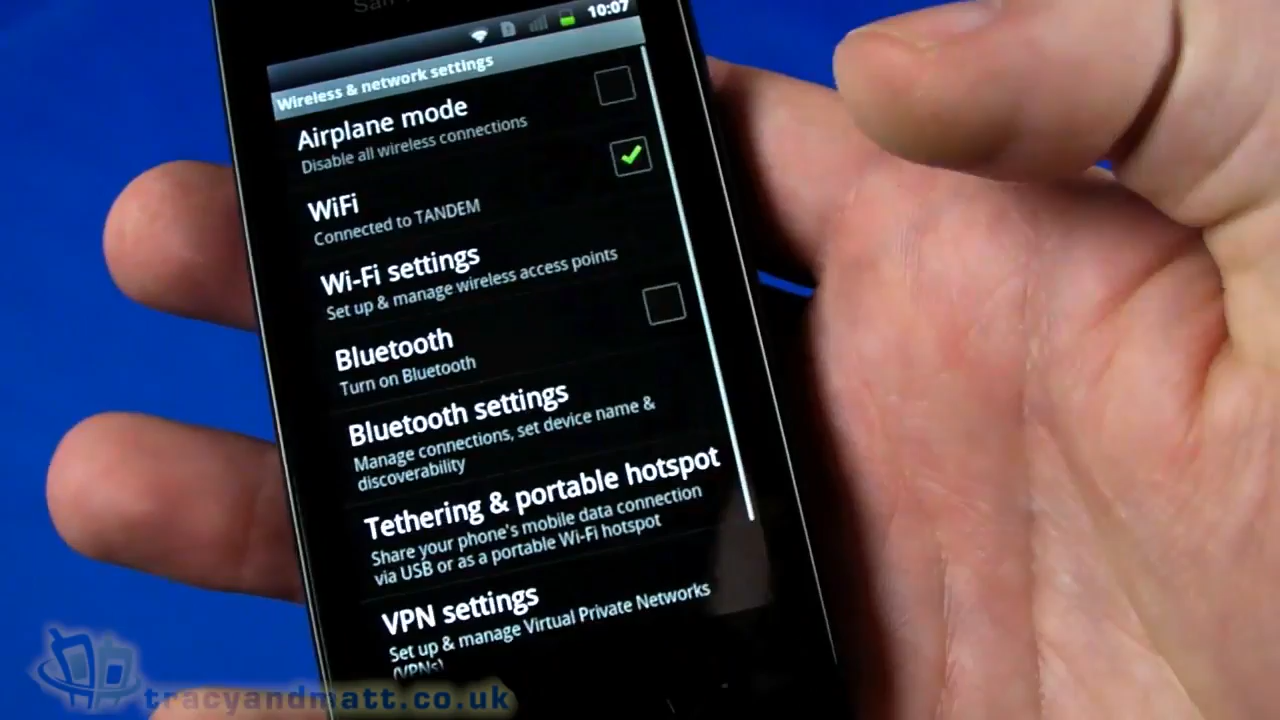 San
10:07
Wireless & network settings
Airplane mode
Disable all wireless connections
WiFi
Connected to TANDEM
Wi-Fi settings
Set up & manage wireless access points
Bluetooth
Turn on Bluetooth
Bluetooth settings
Manage connections, set device name &
discoverability
Tethering & portable hotspot
Share your phone's mobile data connection
via USB or as a portable Wi-Fi hotspot
VPN settings
Set up & manage Virtual Private Networks
(VPNs)
tracyandmatt.co.uk